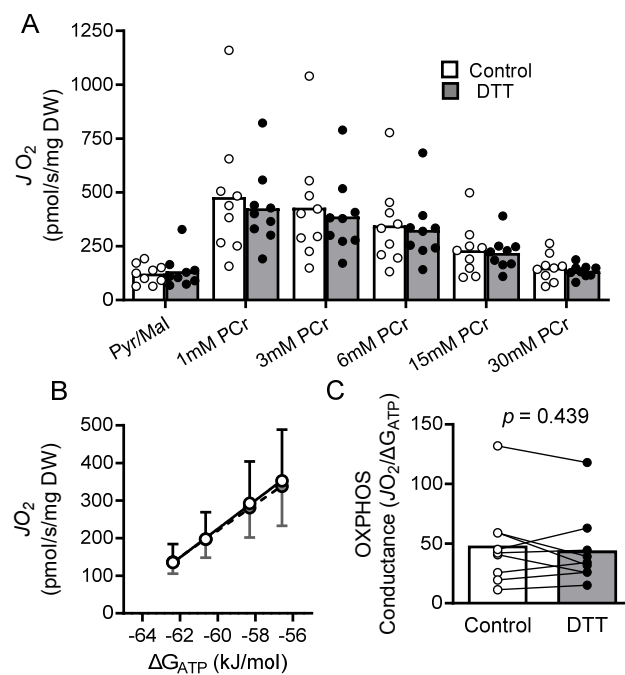 A
J O2
(pmol/s/mg DW)
1250
1000
750
500
250
0
Control
DTT
Pyr/Mal
1mM PCr
3mM PCr
6mM PCr
15mM PCr
30mM PCr
B
JO2
(pmol/s/mg DW)
500
400
300
200
100
0
-64 -62 -60 -58 -56
ΔGATP (kJ/mol)
C
OXPHOS
Conductance (JO2/ΔGATP)
p = 0.439
150
100
50
0
Control DTT